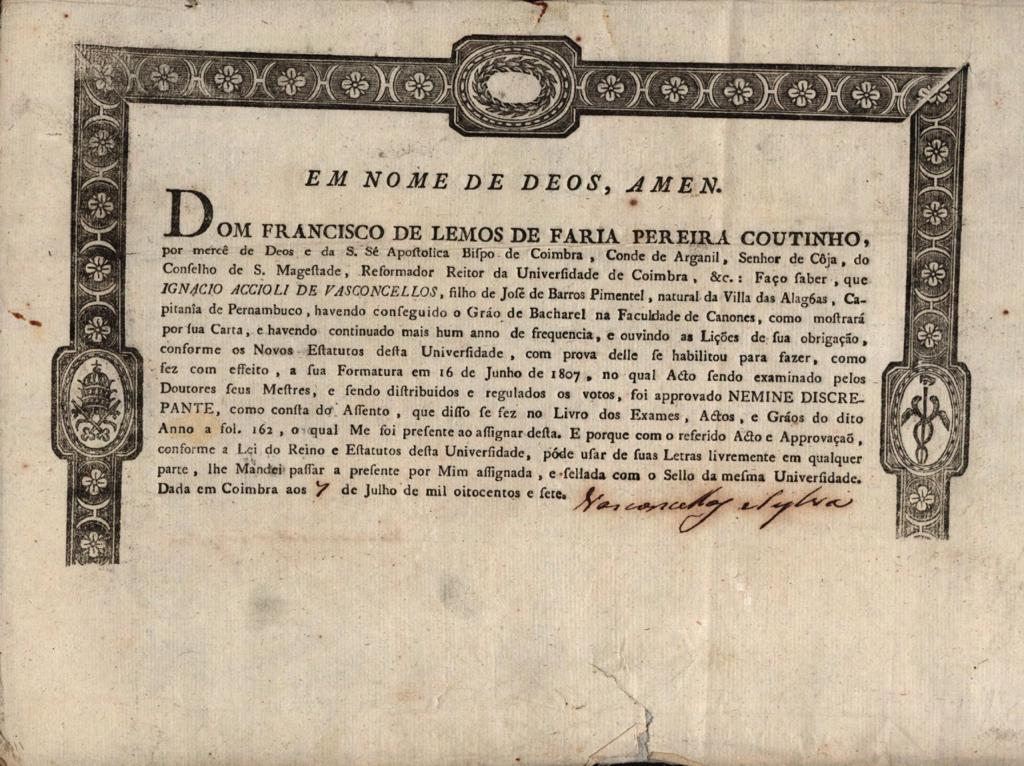 EM NOME DE DEOS, AMEN.
DOM FRANCISCO DE LEMOS DE FARIA PEREIRA COUTINHO,
por mercê de Deos e da S. Sé Apoſtolica Biſpo de Coimbra, Conde de Arganil, Senhor de Côja, do
Conſelho de S. Mageſtade, Reformador Reitor da Univerſidade de Coimbra, &c.: Faço ſaber, que
IGNACIO ACCIOLI DE VASCONCELLOS, filho de Joſé de Barros Pimentel, natural da Villa das Alagôas, Ca-
pitania de Pernambuco, havendo conſeguido o Gráo de Bacharel na Faculdade de Canones, como moſtrará
por ſua Carta, e havendo continuado mais hum anno de frequencia, e ouvindo as Lições de ſua obrigação,
conforme os Novos Eſtatutos deſta Univerſidade, com prova delle ſe habilitou para fazer, como
fez com effeito, a ſua Formatura em 16 de Junho de 1807, no qual Acto ſendo examinado pelos
Doutores ſeus Meſtres, e ſendo diſtribuidos e regulados os votos, foi approvado NEMINE DISCRE-
PANTE, como conſta do Aſſento, que diſſo ſe fez no Livro dos Exames, Actos, e Gráos do dito
Anno a fol. 162, o qual Me foi preſente ao aſſignar deſta. E porque com o referido Acto e Approvaçaõ,
conforme a Lei do Reino e Eſtatutos deſta Univerſidade, póde uſar de ſuas Letras livremente em qualquer
parte, lhe Mandei paſſar a preſente por Mim aſſignada, e ſellada com o Sello da meſma Univerſidade.
Dada em Coimbra aos 7 de Julho de mil oitocentos e ſete.
Vasconcellos e Sylva